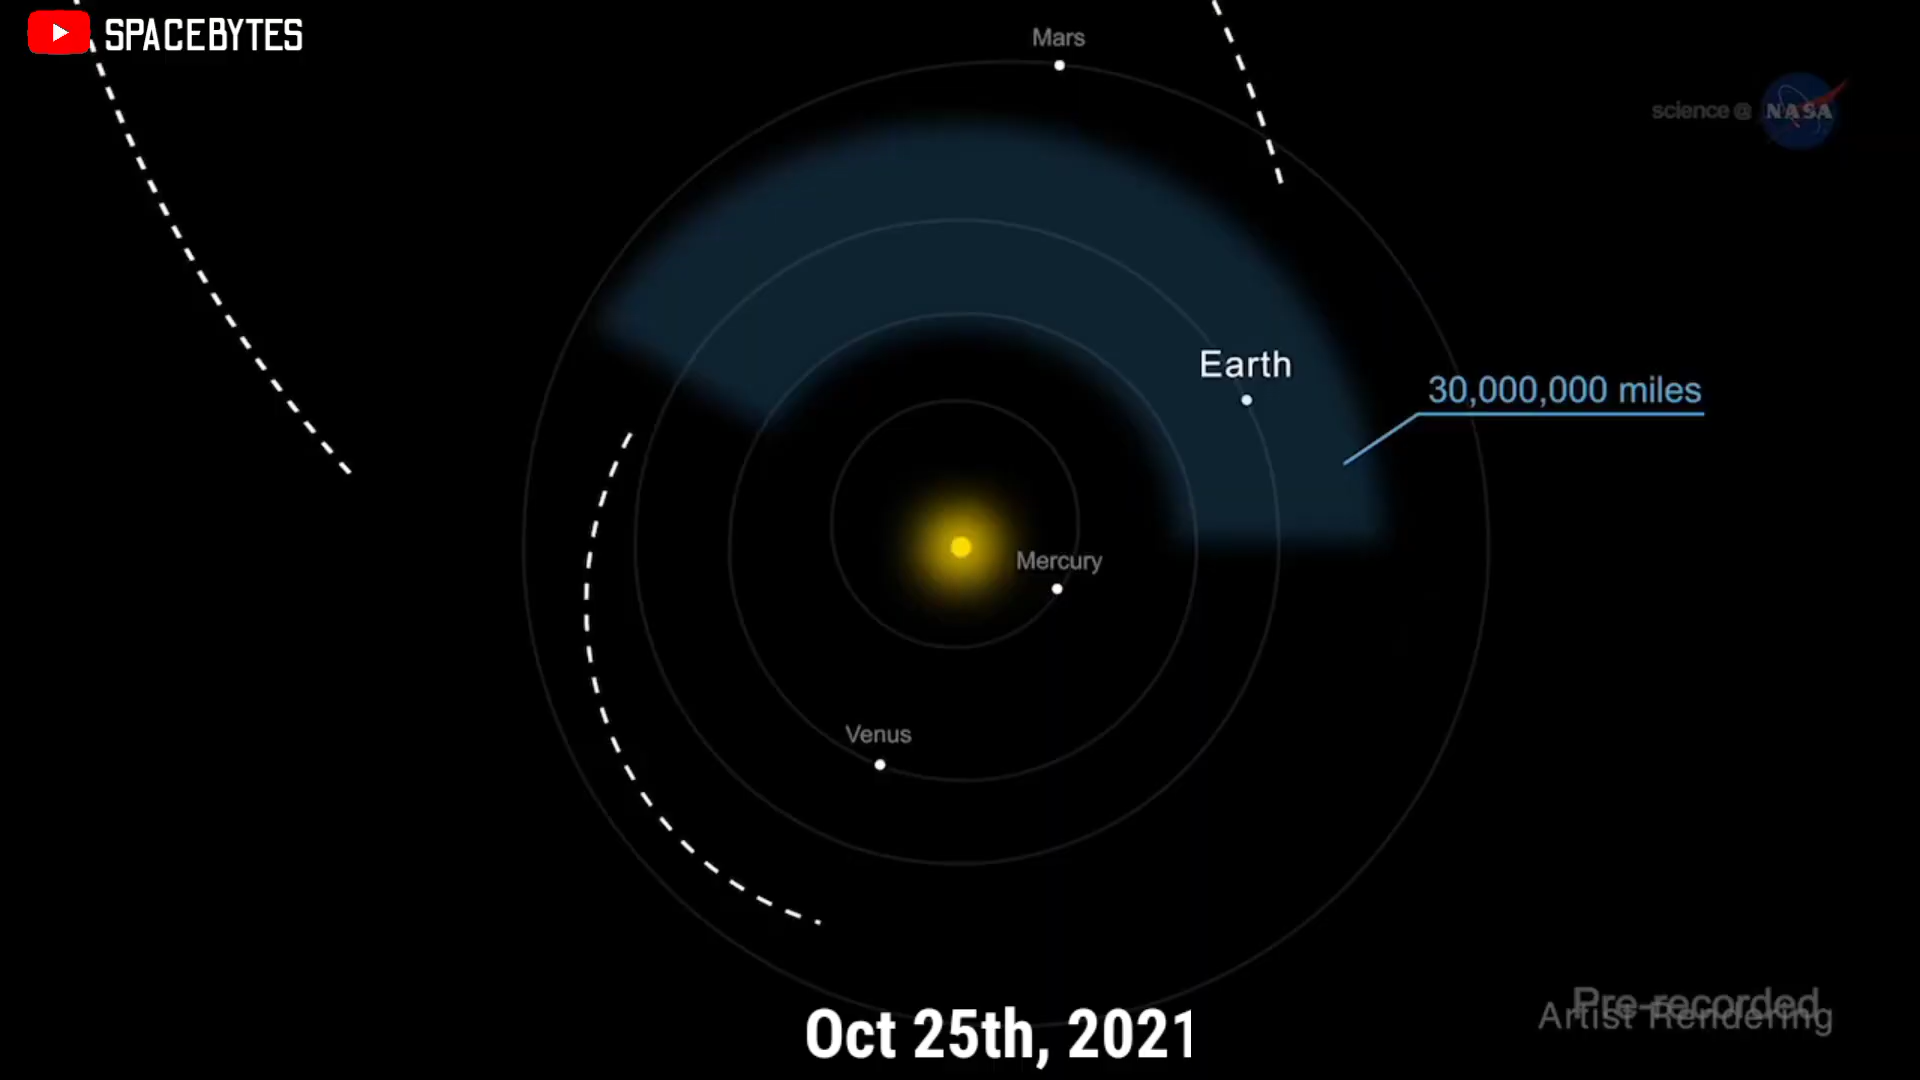 SPACEBYTES
Mars
science @ NASA
Earth
30,000,000 miles
Mercury
Venus
Pre-recorded
Artist Rendering
Oct 25th, 2021